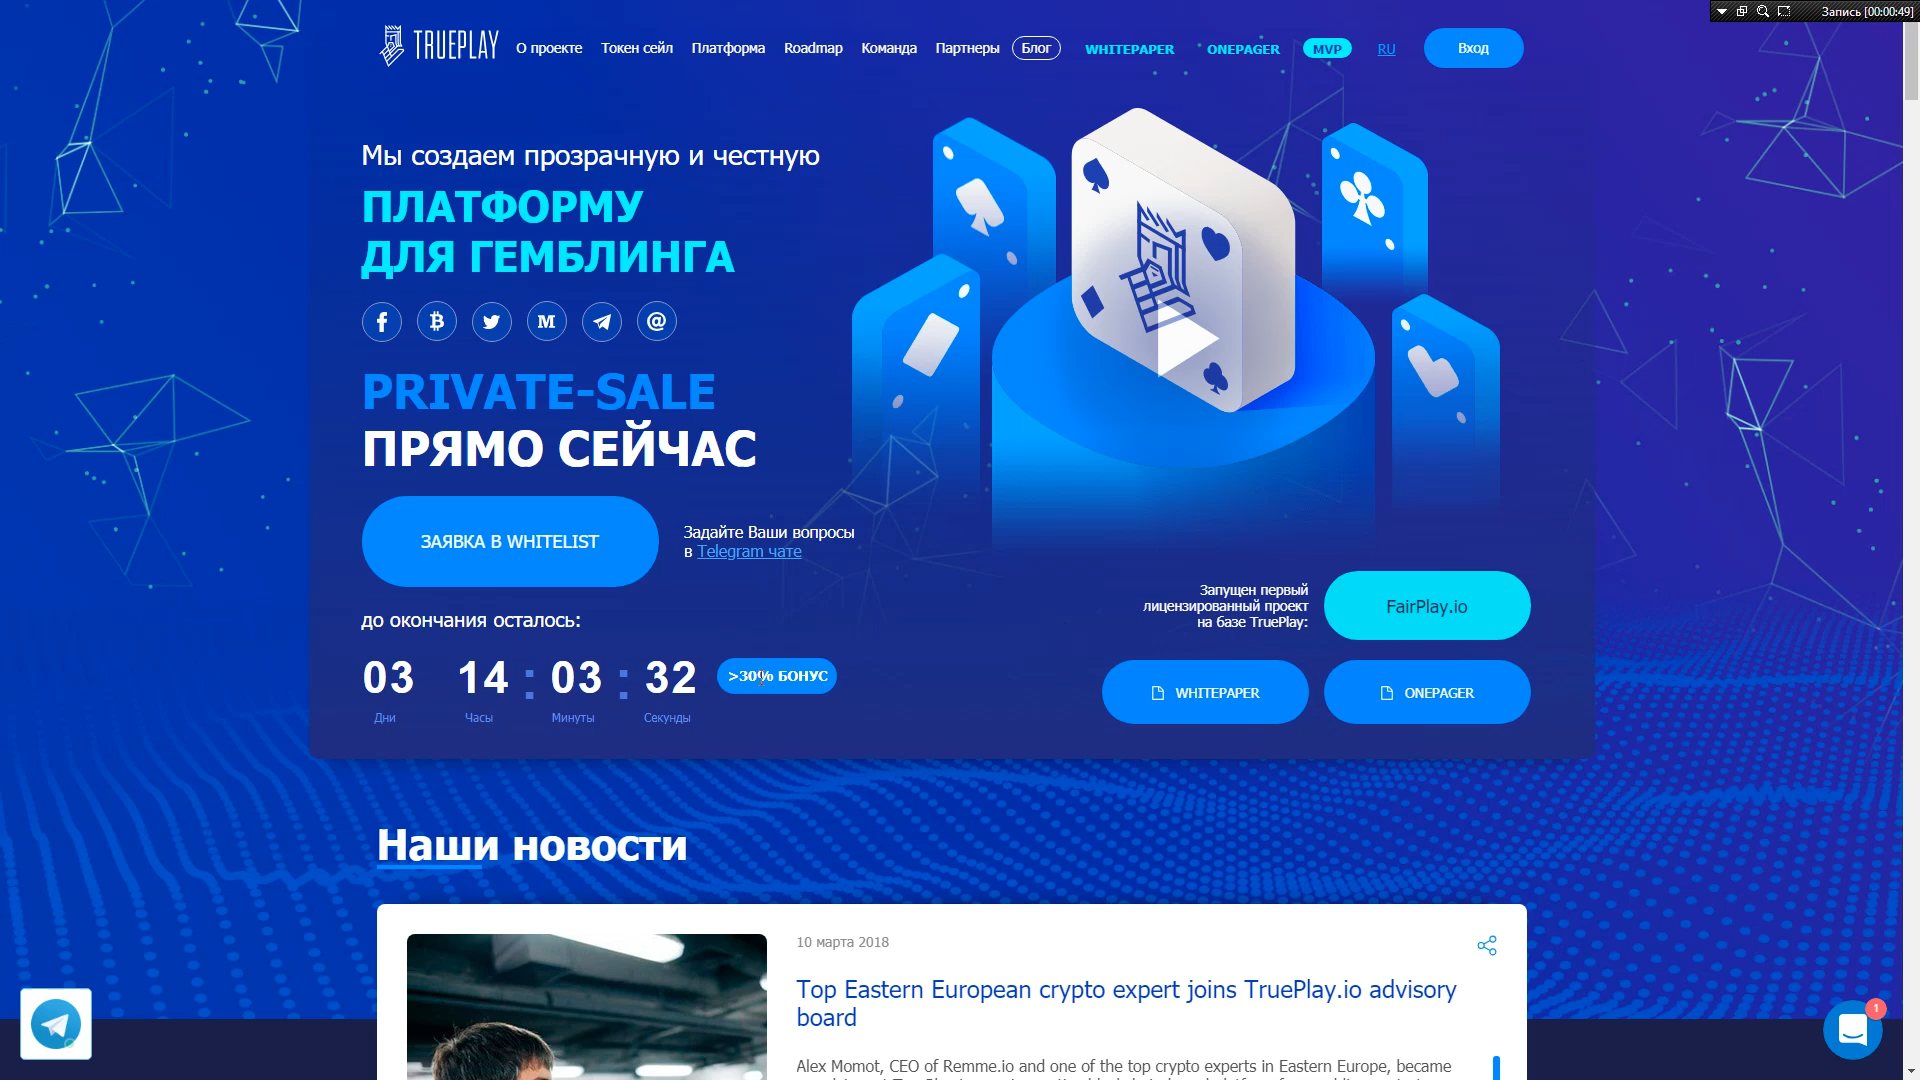 Запись [00:00:49]
TRUEPLAY
О проекте Токен сейл Платформа Roadmap Команда Партнеры Блог WHITEPAPER ONEPAGER MVP RU Вход
Мы создаем прозрачную и честную
ПЛАТФОРМУ
ДЛЯ ГЕМБЛИНГА
PRIVATE-SALE
ПРЯМО СЕЙЧАС
ЗАЯВКА В WHITELIST
Задайте Ваши вопросы
в Telegram чате
до окончания осталось:
03 14 : 03 : 32
Дни Часы Минуты Секунды
>30% БОНУС
Запущен первый
лицензированный проект
на базе TruePlay:
FairPlay.io
WHITEPAPER
ONEPAGER
Наши новости
10 марта 2018
Top Eastern European crypto expert joins TruePlay.io advisory
board
Alex Momot, CEO of Remme.io and one of the top crypto experts in Eastern Europe, became
1